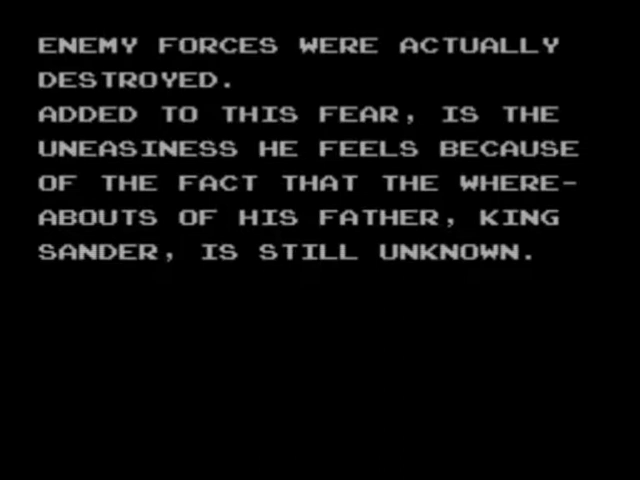 ENEMY FORCES WERE ACTUALLY
DESTROYED.
ADDED TO THIS FEAR, IS THE
UNEASINESS HE FEELS BECAUSE
OF THE FACT THAT THE WHERE-
ABOUTS OF HIS FATHER, KING
SANDER, IS STILL UNKNOWN.